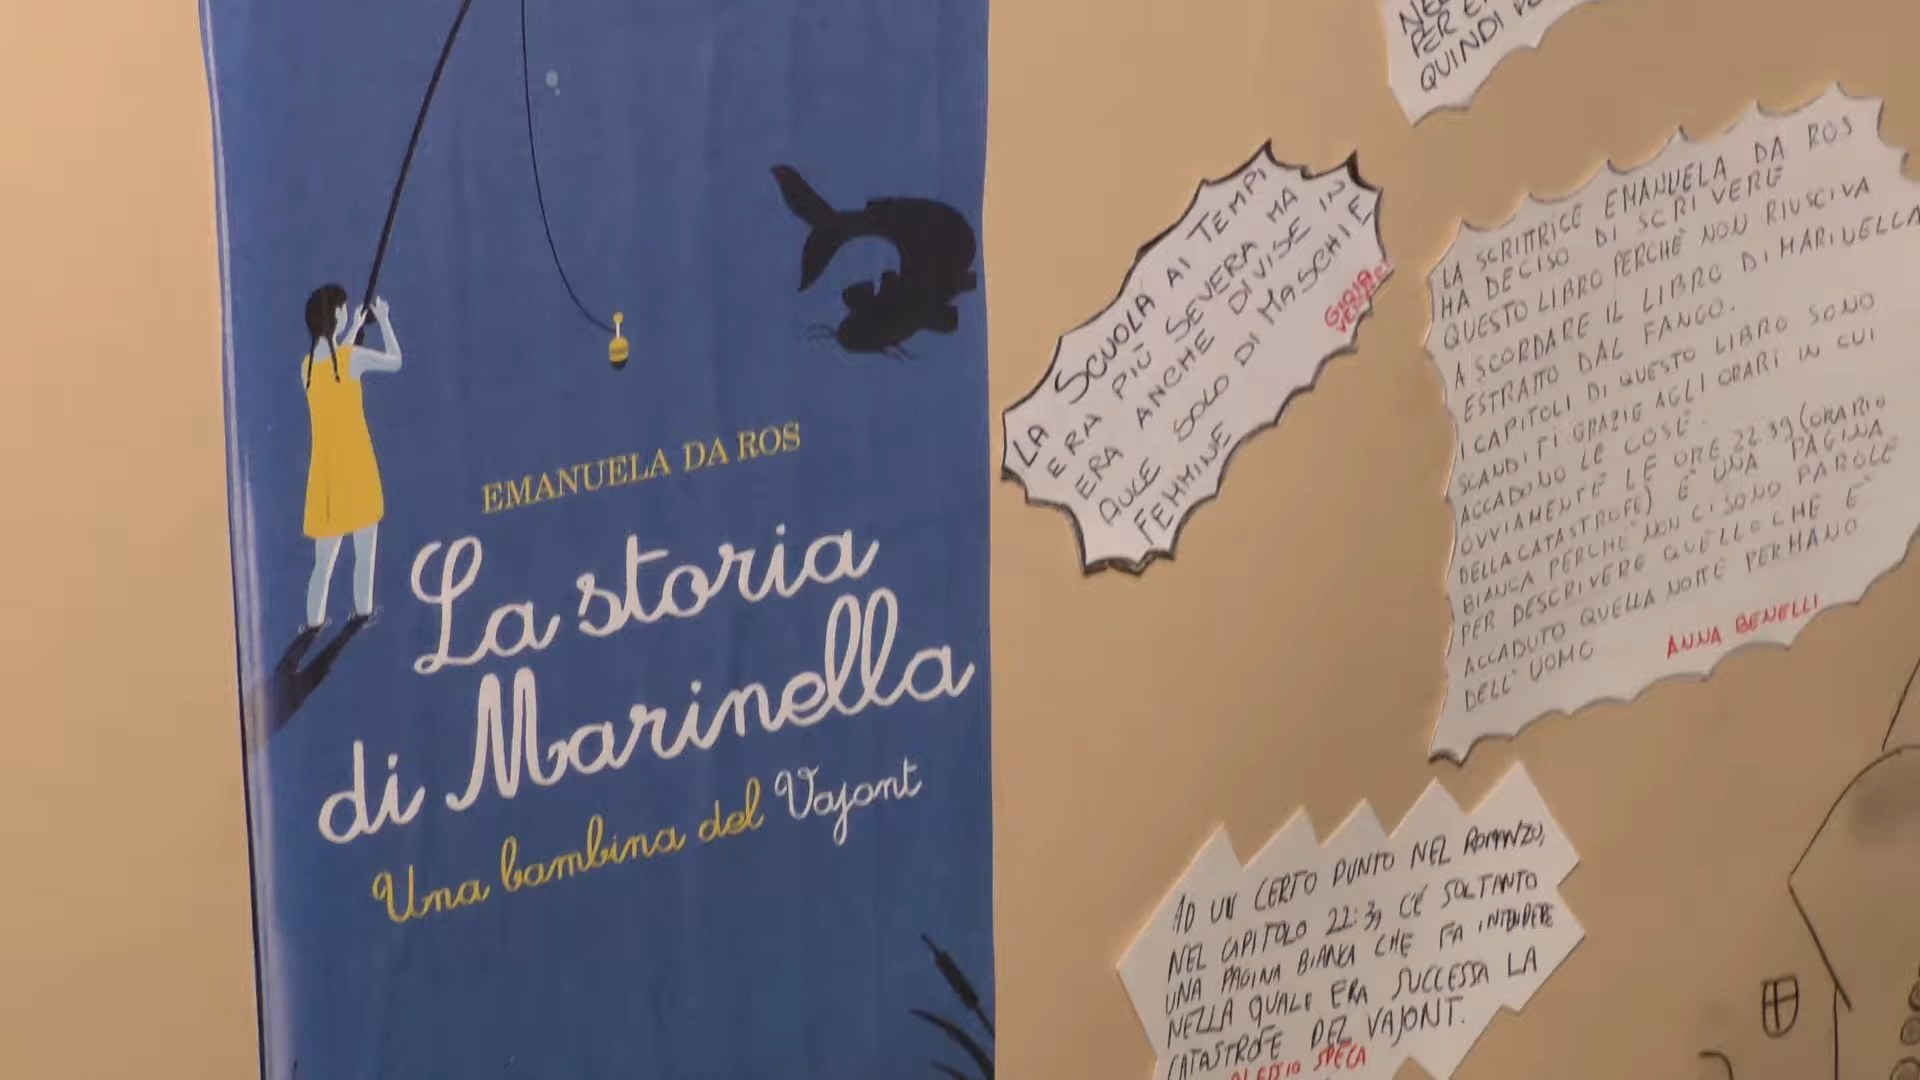 EMANUELA DA ROS
La storia
di Marinella
Una bambina del Vajont
PER
QUINDI
LA SCUOLA AI TEMPI
ERA PIÙ SEVERA MA
ERA ANCHE DIVISE IN
AULE SOLO DI MASCHI E
FEMMINE
GIOIA
LA SCRITTRICE EMANUELA DA ROS
HA DECISO DI SCRIVERE
QUESTO LIBRO PERCHÈ NON RIUSCIVA
A SCORDARE IL LIBRO DI MARINELLA
ESTRATTO DAL FANGO.
I CAPITOLI DI QUESTO LIBRO SONO
SCANDITI GRAZIE AGLI ORARI IN CUI
ACCADONO LE COSE.
OVVIAMENTE LE ORE 22.39 (ORARIO
DELLA CATASTROFE) È UNA PAGINA
BIANCA PERCHÈ NON CI SONO PAROLE
PER DESCRIVERE QUELLO CHE È
ACCADUTO QUELLA NOTTE PER MANO
DELL'UOMO
ANNA BENELLI
AD UN CERTO PUNTO NEL ROMANZO,
NEL CAPITOLO 22:39 C'É SOLTANTO
UNA PAGINA BIANCA CHE FA INTENDERE
NELLA QUALE ERA SUCCESSA LA
CATASTROFE DEL VAJONT.
ALESSIO SPEGA